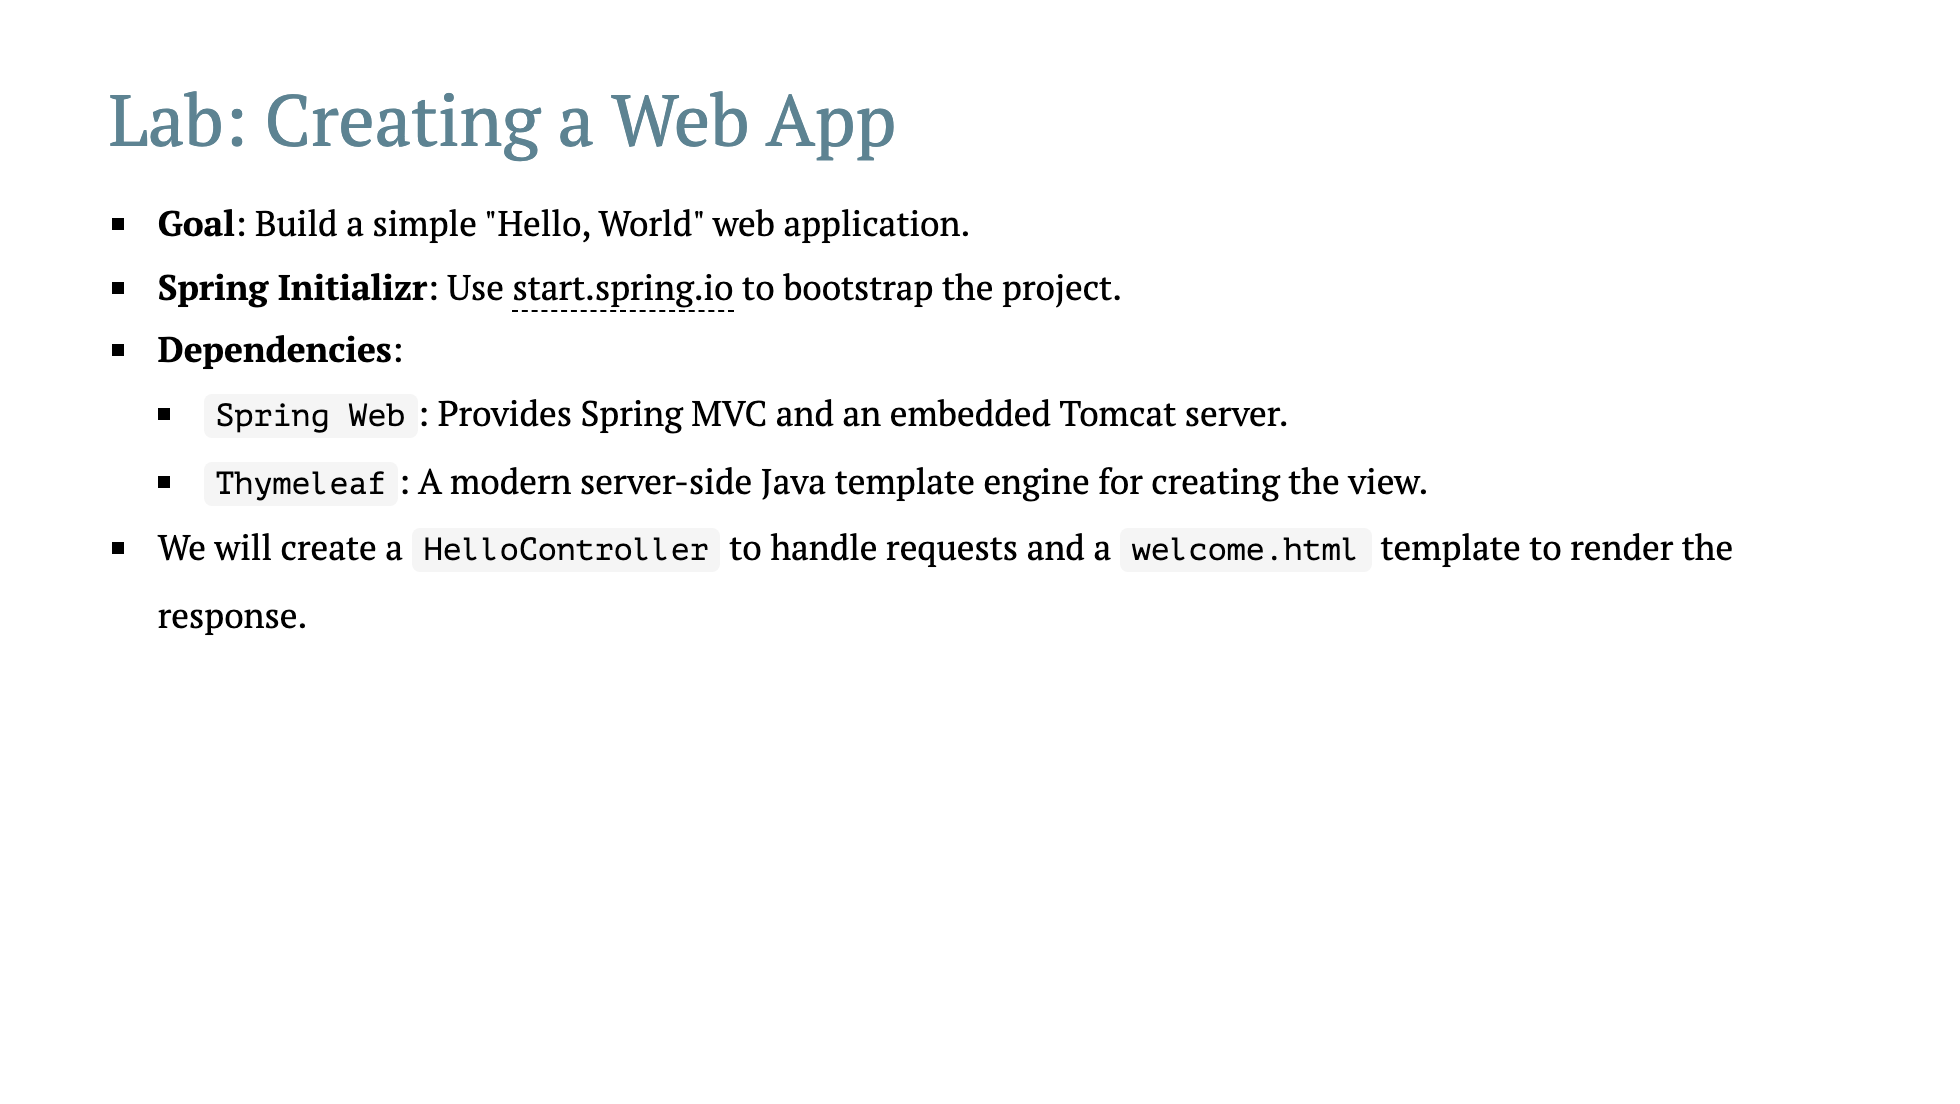 Lab: Creating a Web App
Goal: Build a simple "Hello, World" web application.
Spring Initializr: Use start.spring.io to bootstrap the project.
Dependencies:
Spring Web: Provides Spring MVC and an embedded Tomcat server.
Thymeleaf: A modern server-side Java template engine for creating the view.
We will create a HelloController to handle requests and a welcome.html template to render the
response.